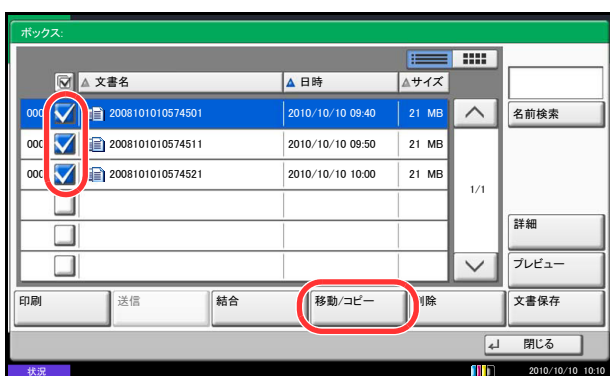 ボックス:
文書名 日時 サイズ
000 2008101010574501 2010/10/10 09:40 21 MB 名前検索
000 2008101010574511 2010/10/10 09:50 21 MB
000 2008101010574521 2010/10/10 10:00 21 MB
1/1
詳細
プレビュー
印刷 送信 結合 移動/コピー 削除 文書保存
閉じる
状況 2010/10/10 10:10